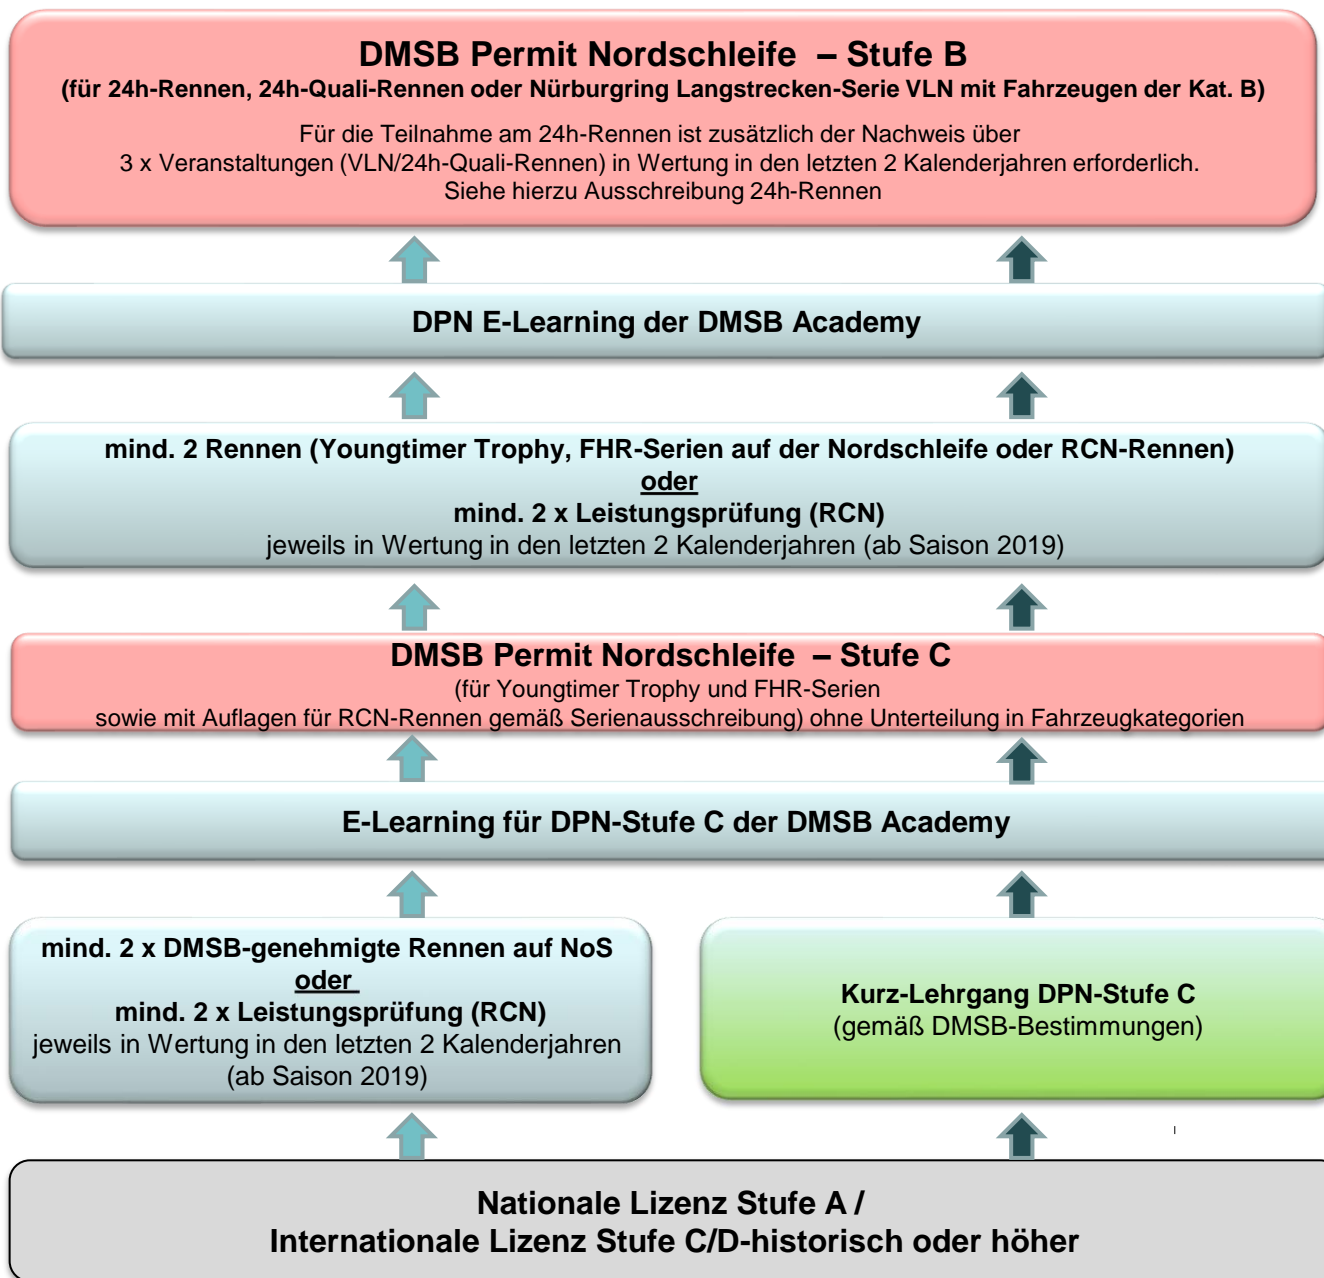 DMSB Permit Nordschleife – Stufe B
(für 24h-Rennen, 24h-Quali-Rennen oder Nürburgring Langstrecken-Serie VLN mit Fahrzeugen der Kat. B)
Für die Teilnahme am 24h-Rennen ist zusätzlich der Nachweis über
3 x Veranstaltungen (VLN/24h-Quali-Rennen) in Wertung in den letzten 2 Kalenderjahren erforderlich.
Siehe hierzu Ausschreibung 24h-Rennen
DPN E-Learning der DMSB Academy
mind. 2 Rennen (Youngtimer Trophy, FHR-Serien auf der Nordschleife oder RCN-Rennen)
oder
mind. 2 x Leistungsprüfung (RCN)
jeweils in Wertung in den letzten 2 Kalenderjahren (ab Saison 2019)
DMSB Permit Nordschleife – Stufe C
(für Youngtimer Trophy und FHR-Serien
sowie mit Auflagen für RCN-Rennen gemäß Serienausschreibung) ohne Unterteilung in Fahrzeugkategorien
E-Learning für DPN-Stufe C der DMSB Academy
mind. 2 x DMSB-genehmigte Rennen auf NoS
oder
mind. 2 x Leistungsprüfung (RCN)
jeweils in Wertung in den letzten 2 Kalenderjahren
(ab Saison 2019)
Kurz-Lehrgang DPN-Stufe C
(gemäß DMSB-Bestimmungen)
Nationale Lizenz Stufe A /
Internationale Lizenz Stufe C/D-historisch oder höher